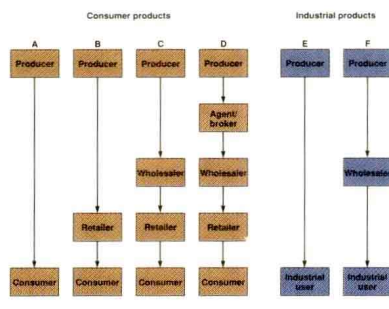 Consumer products Industrial products
A B C D E F
Producer Producer Producer Producer Producer Producer
Agent/
broker
Wholesaler Wholesaler Wholesaler
Retailer Retailer Retailer
Consumer Consumer Consumer Consumer Industrial
user Industrial
user